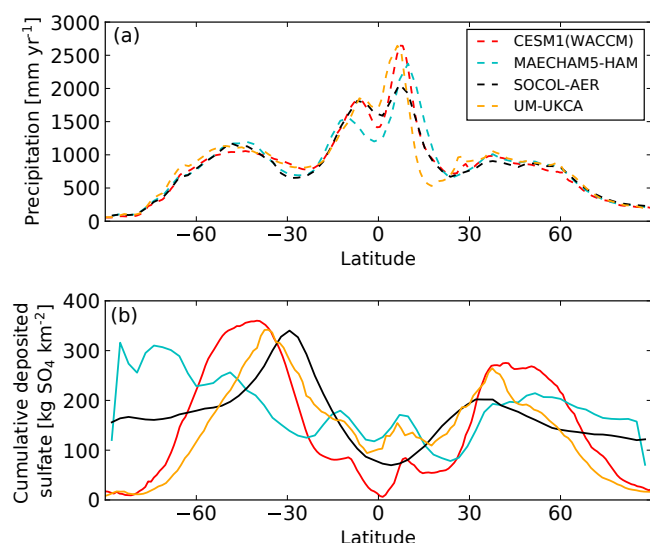 (a)
Precipitation [mm yr⁻¹]
3000
2500
2000
1500
1000
500
0
CESM1(WACCM)
MAECHAM5-HAM
SOCOL-AER
UM-UKCA
−60 −30 0 30 60
Latitude
(b)
Cumulative deposited
sulfate [kg SO₄ km⁻²]
400
300
200
100
0
−60 −30 0 30 60
Latitude